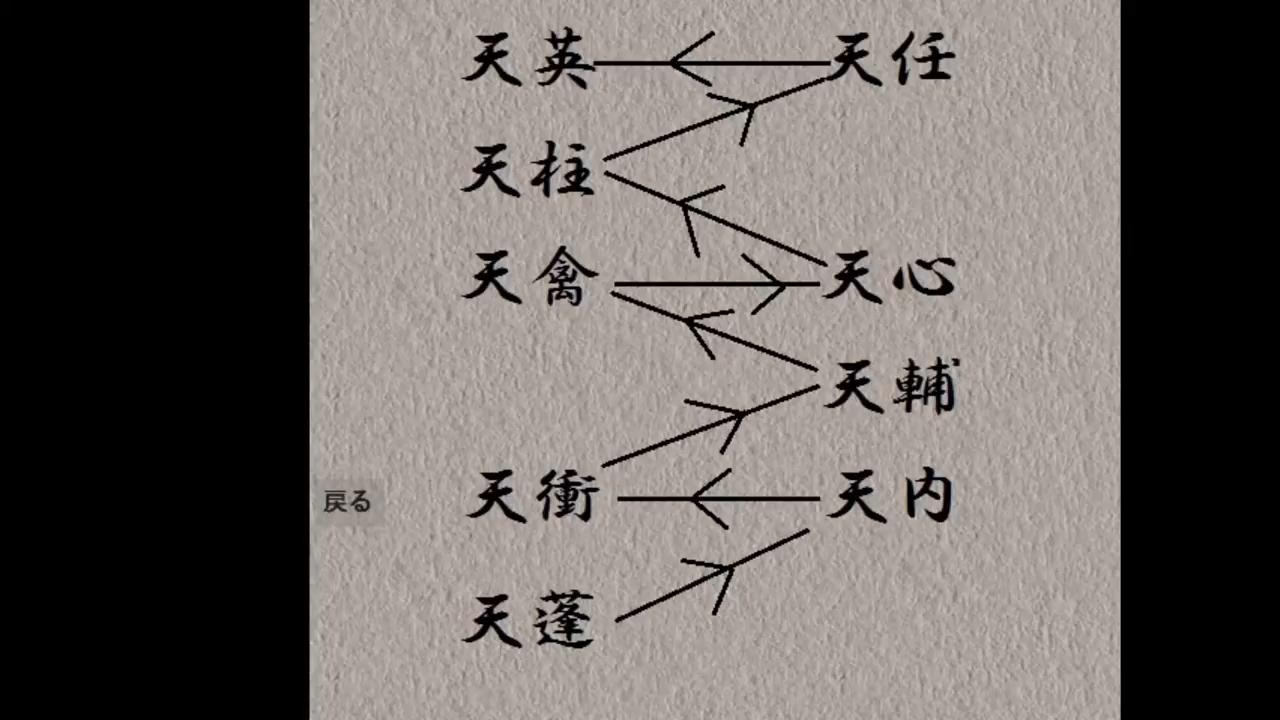 天英 天任
天柱
天禽 天心
天輔
天衝 天内
戻る
天蓬